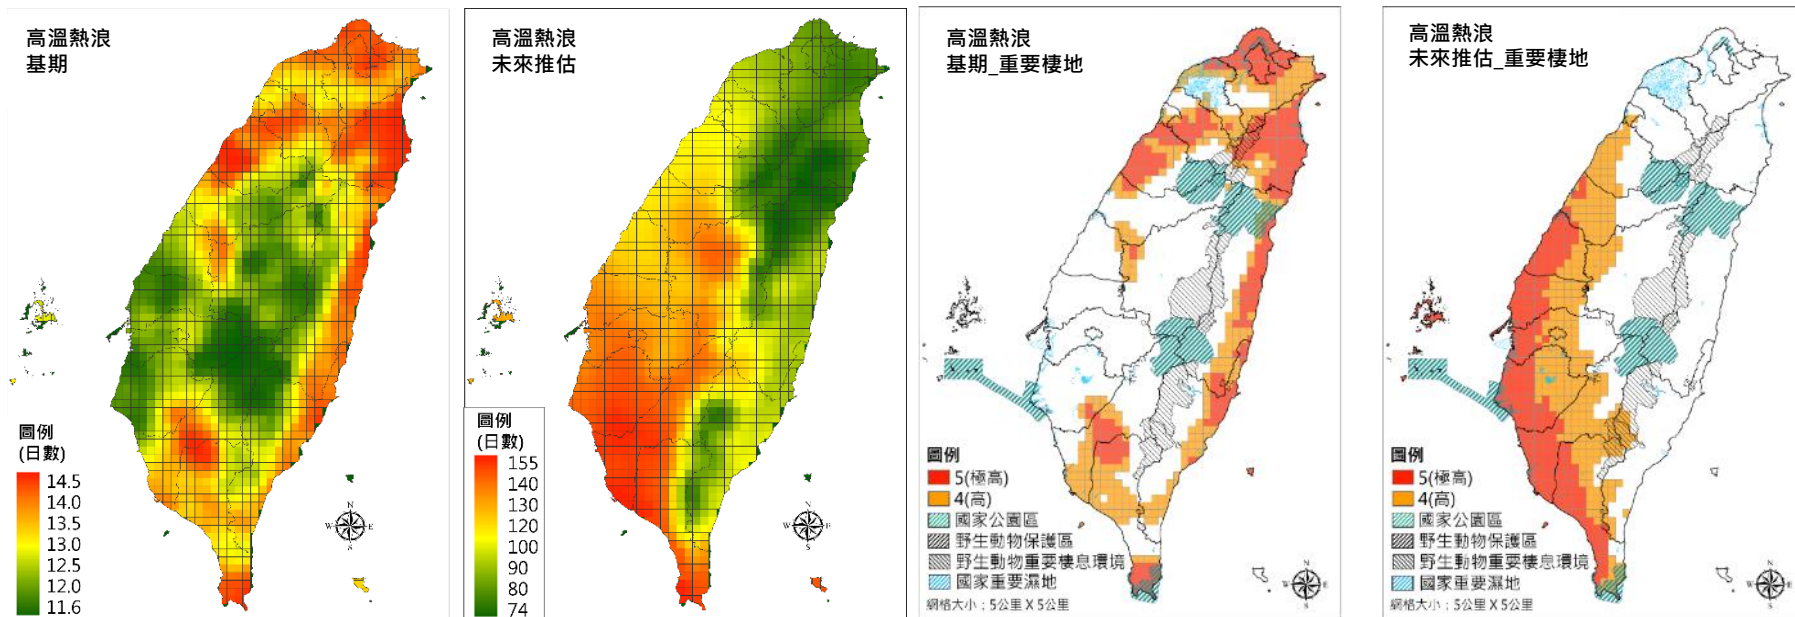 高溫熱浪
基期
圖例
(日數)
14.5
14.0
13.5
13.0
12.5
12.0
11.6
N
W
E
S
高溫熱浪
未來推估
圖例
(日數)
155
140
130
120
100
90
80
74
N
W
E
S
高溫熱浪
基期_重要棲地
圖例
5(極高)
4(高)
國家公園區
野生動物保護區
野生動物重要棲息環境
國家重要濕地
網格大小：5公里 X 5公里
N
W
E
S
高溫熱浪
未來推估_重要棲地
圖例
5(極高)
4(高)
國家公園區
野生動物保護區
野生動物重要棲息環境
國家重要濕地
網格大小：5公里 X 5公里
N
W
E
S